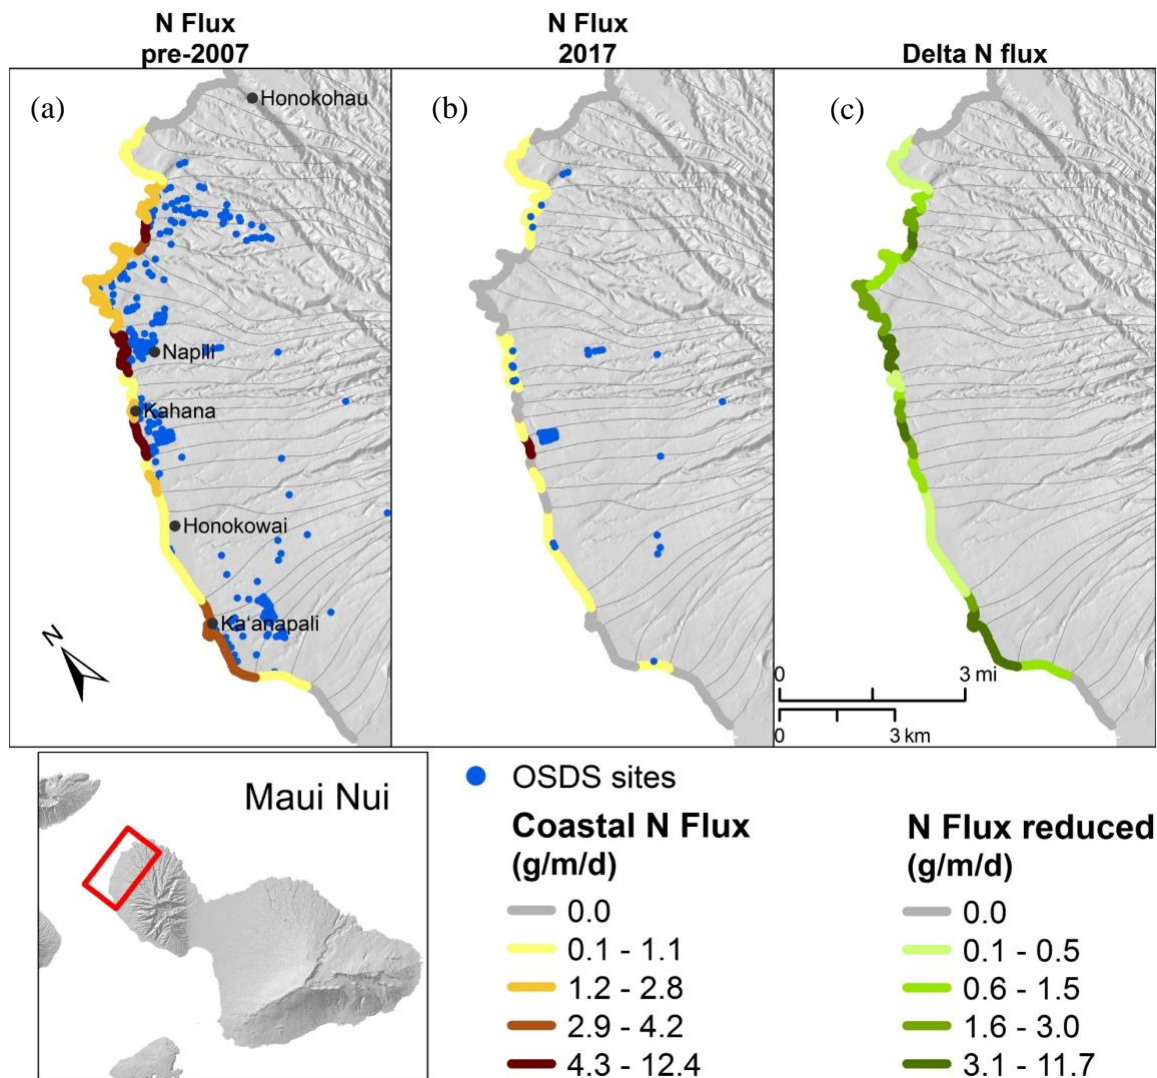 N Flux
pre-2007
N Flux
2017
Delta N flux
(a)
(b)
(c)
Honokohau
Napili
Kahana
Honokowai
Ka‘anapali
N
0
3 mi
0
3 km
Maui Nui
OSDS sites
Coastal N Flux
(g/m/d)
0.0
0.1 - 1.1
1.2 - 2.8
2.9 - 4.2
4.3 - 12.4
N Flux reduced
(g/m/d)
0.0
0.1 - 0.5
0.6 - 1.5
1.6 - 3.0
3.1 - 11.7